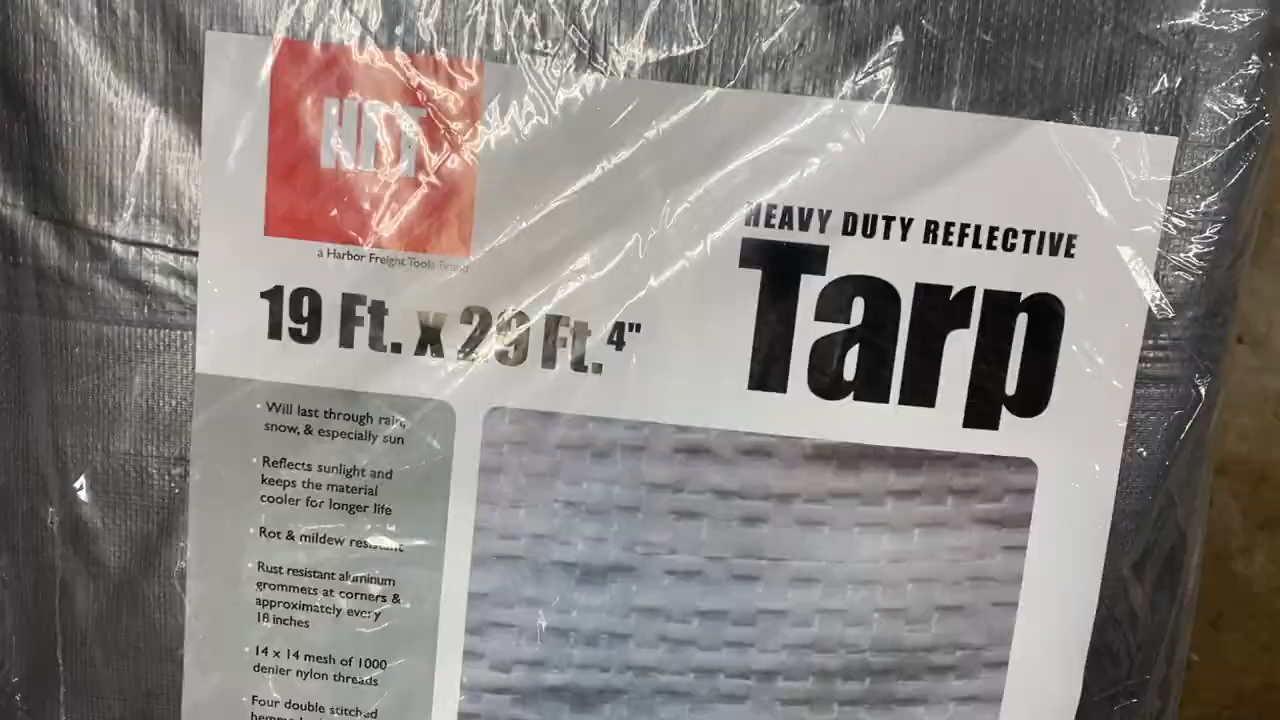 HFT
a Harbor Freight Tools Brand
19 Ft. x 29 Ft. 4"
HEAVY DUTY REFLECTIVE
Tarp
• Will last through rain,
snow, & especially sun
• Reflects sunlight and
keeps the material
cooler for longer life
• Rot & mildew resistant
• Rust resistant aluminum
grommets at corners &
approximately every
18 inches
• 14 x 14 mesh of 1000
denier nylon threads
• Four double stitched